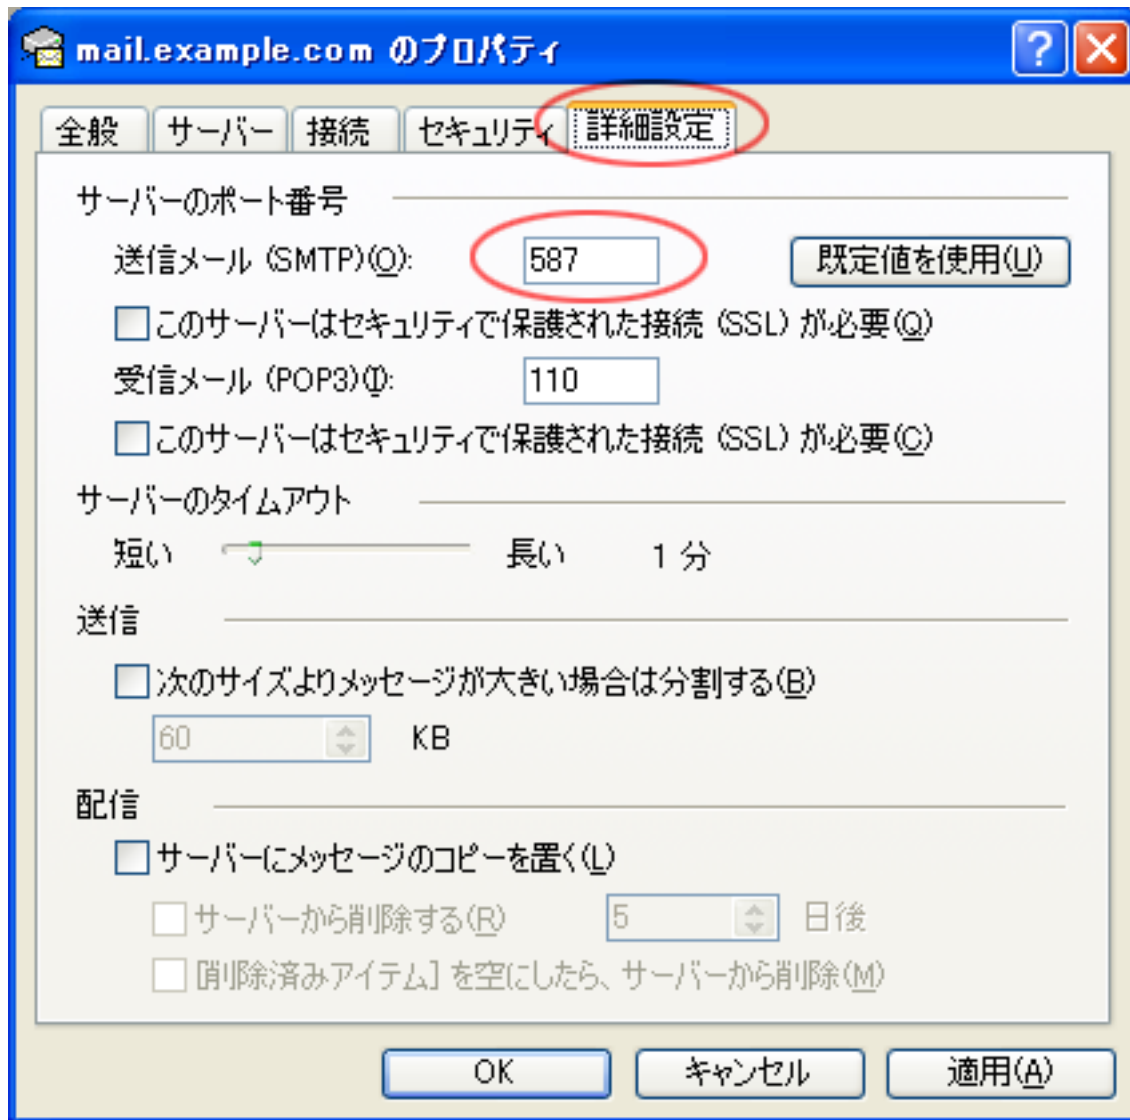 mail.example.com のプロパティ
全般 サーバー 接続 セキュリティ 詳細設定
サーバーのポート番号
送信メール (SMTP)(O): 587 既定値を使用(U)
このサーバーはセキュリティで保護された接続 (SSL) が必要(Q)
受信メール (POP3)(I): 110
このサーバーはセキュリティで保護された接続 (SSL) が必要(C)
サーバーのタイムアウト
短い 長い 1 分
送信
次のサイズよりメッセージが大きい場合は分割する(B)
60 KB
配信
サーバーにメッセージのコピーを置く(L)
サーバーから削除する(R) 5 日後
[削除済みアイテム] を空にしたら、サーバーから削除(M)
OK キャンセル 適用(A)